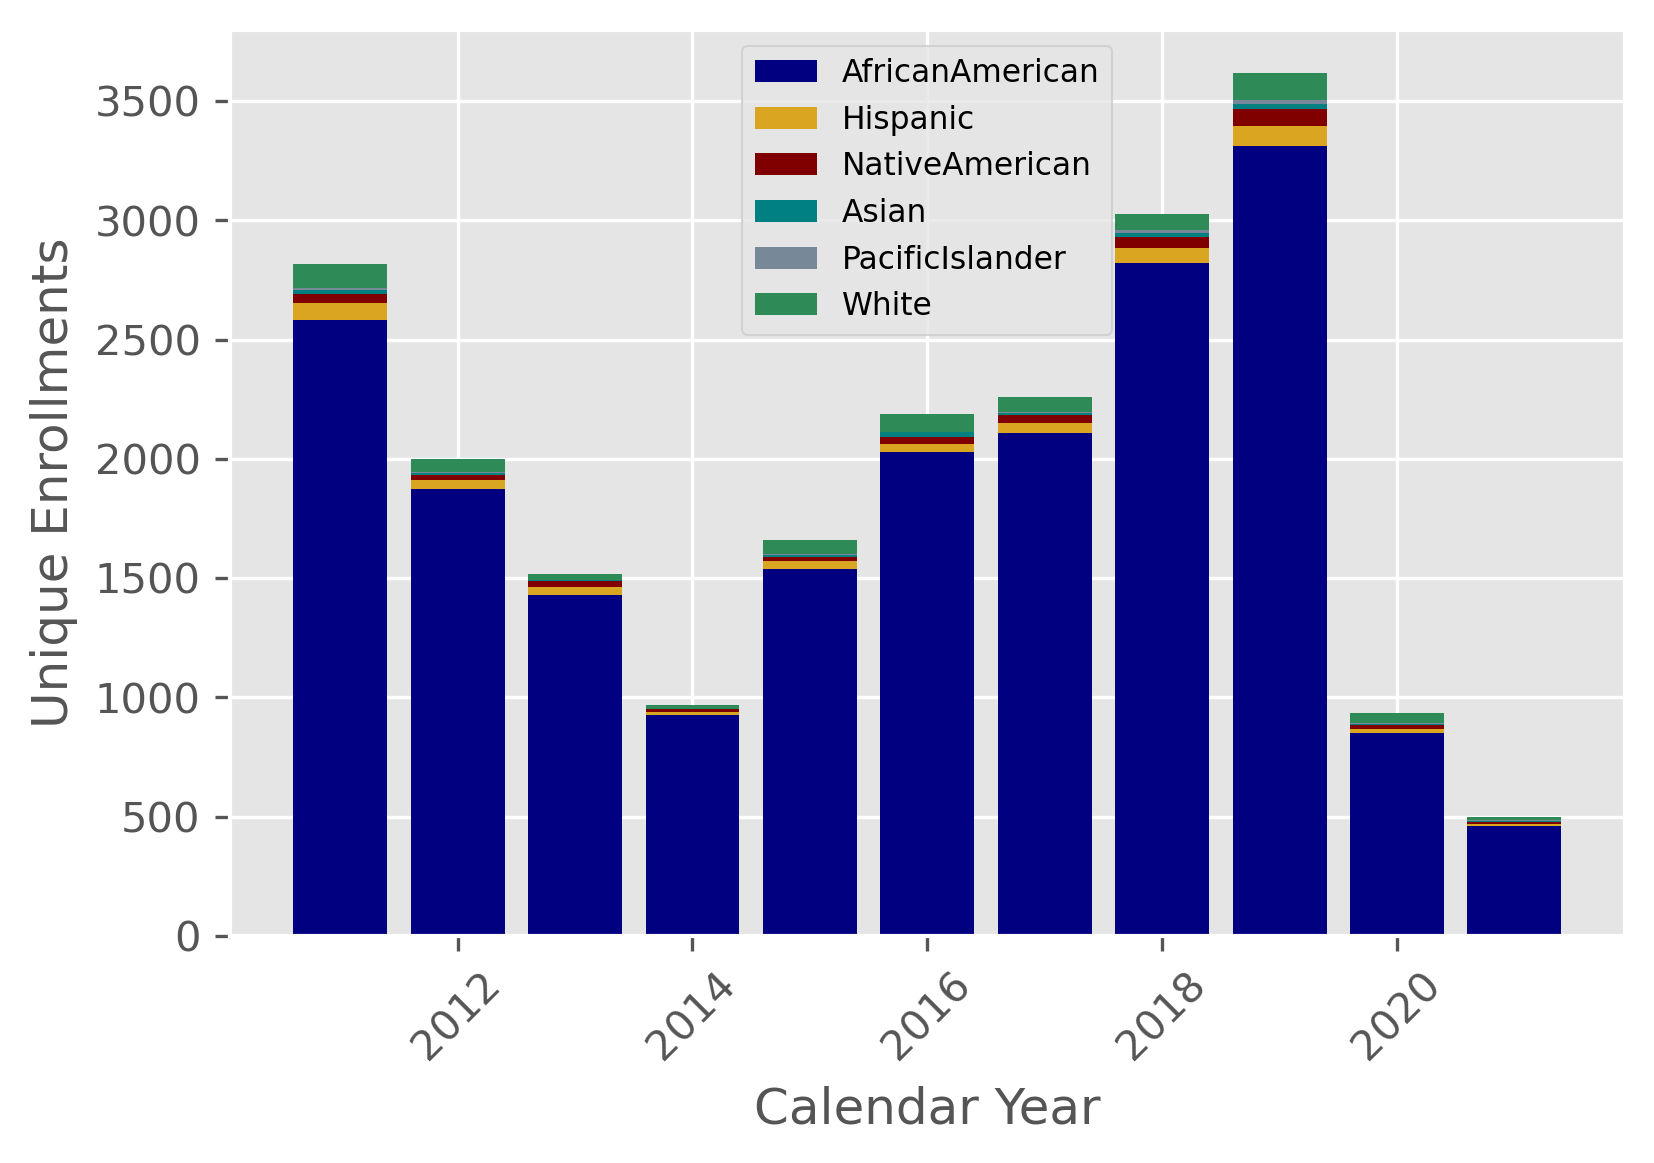 AfricanAmerican
Hispanic
NativeAmerican
Asian
PacificIslander
White
3500
3000
2500
2000
1500
1000
500
0
Unique Enrollments
2012
2014
2016
2018
2020
Calendar Year